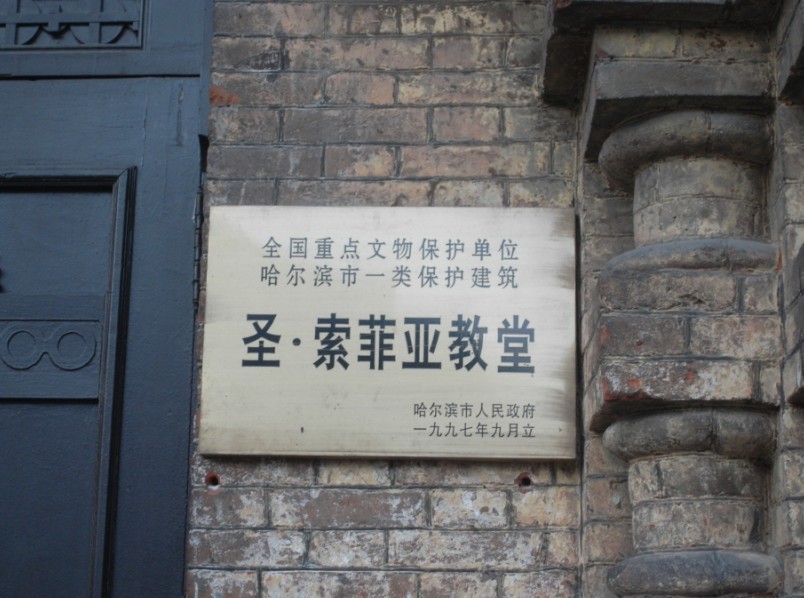 全国重点文物保护单位
哈尔滨市一类保护建筑
圣·索菲亚教堂
哈尔滨市人民政府
一九九七年九月立